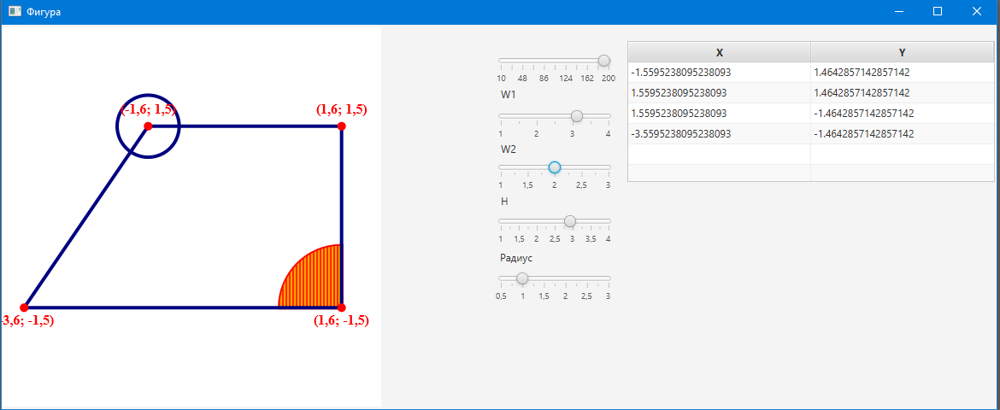 Фигура
(-1,6; 1,5)
(1,6; 1,5)
-3,6; -1,5)
(1,6; -1,5)
10 48 86 124 162 200
W1
1 2 3 4
W2
1 1,5 2 2,5 3
H
1 1,5 2 2,5 3 3,5 4
Радиус
0,5 1 1,5 2 2,5 3
X Y
-1.5595238095238093 1.4642857142857142
1.5595238095238093 1.4642857142857142
1.5595238095238093 -1.4642857142857142
-3.5595238095238093 -1.4642857142857142